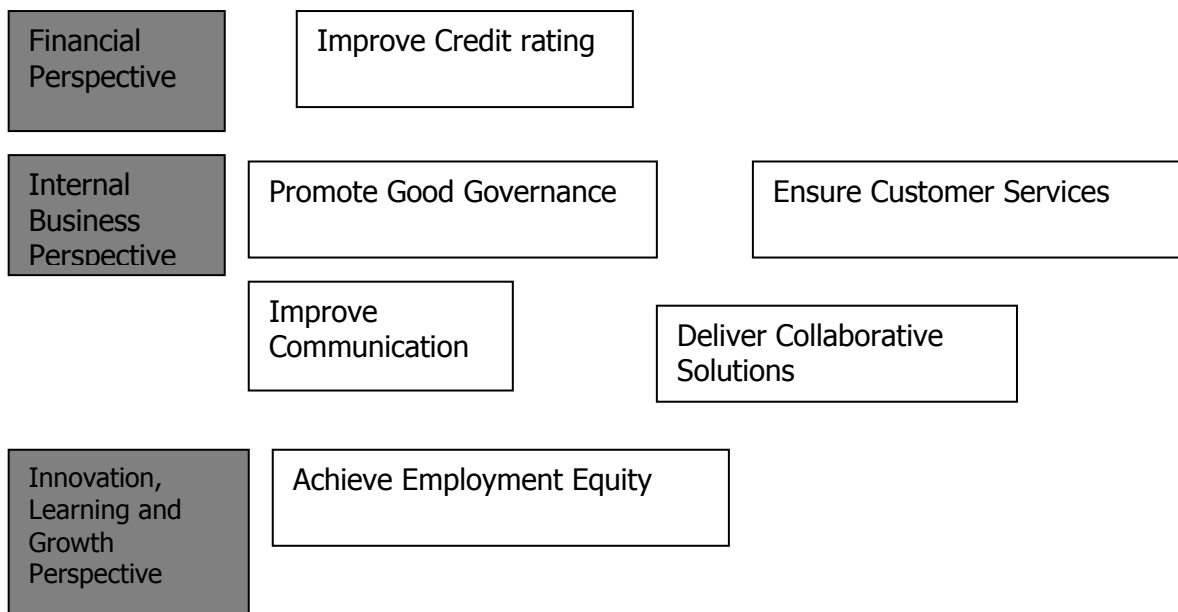 Financial
Perspective
Improve Credit rating
Internal
Business
Perspective
Promote Good Governance
Ensure Customer Services
Improve
Communication
Deliver Collaborative
Solutions
Innovation,
Learning and
Growth
Perspective
Achieve Employment Equity